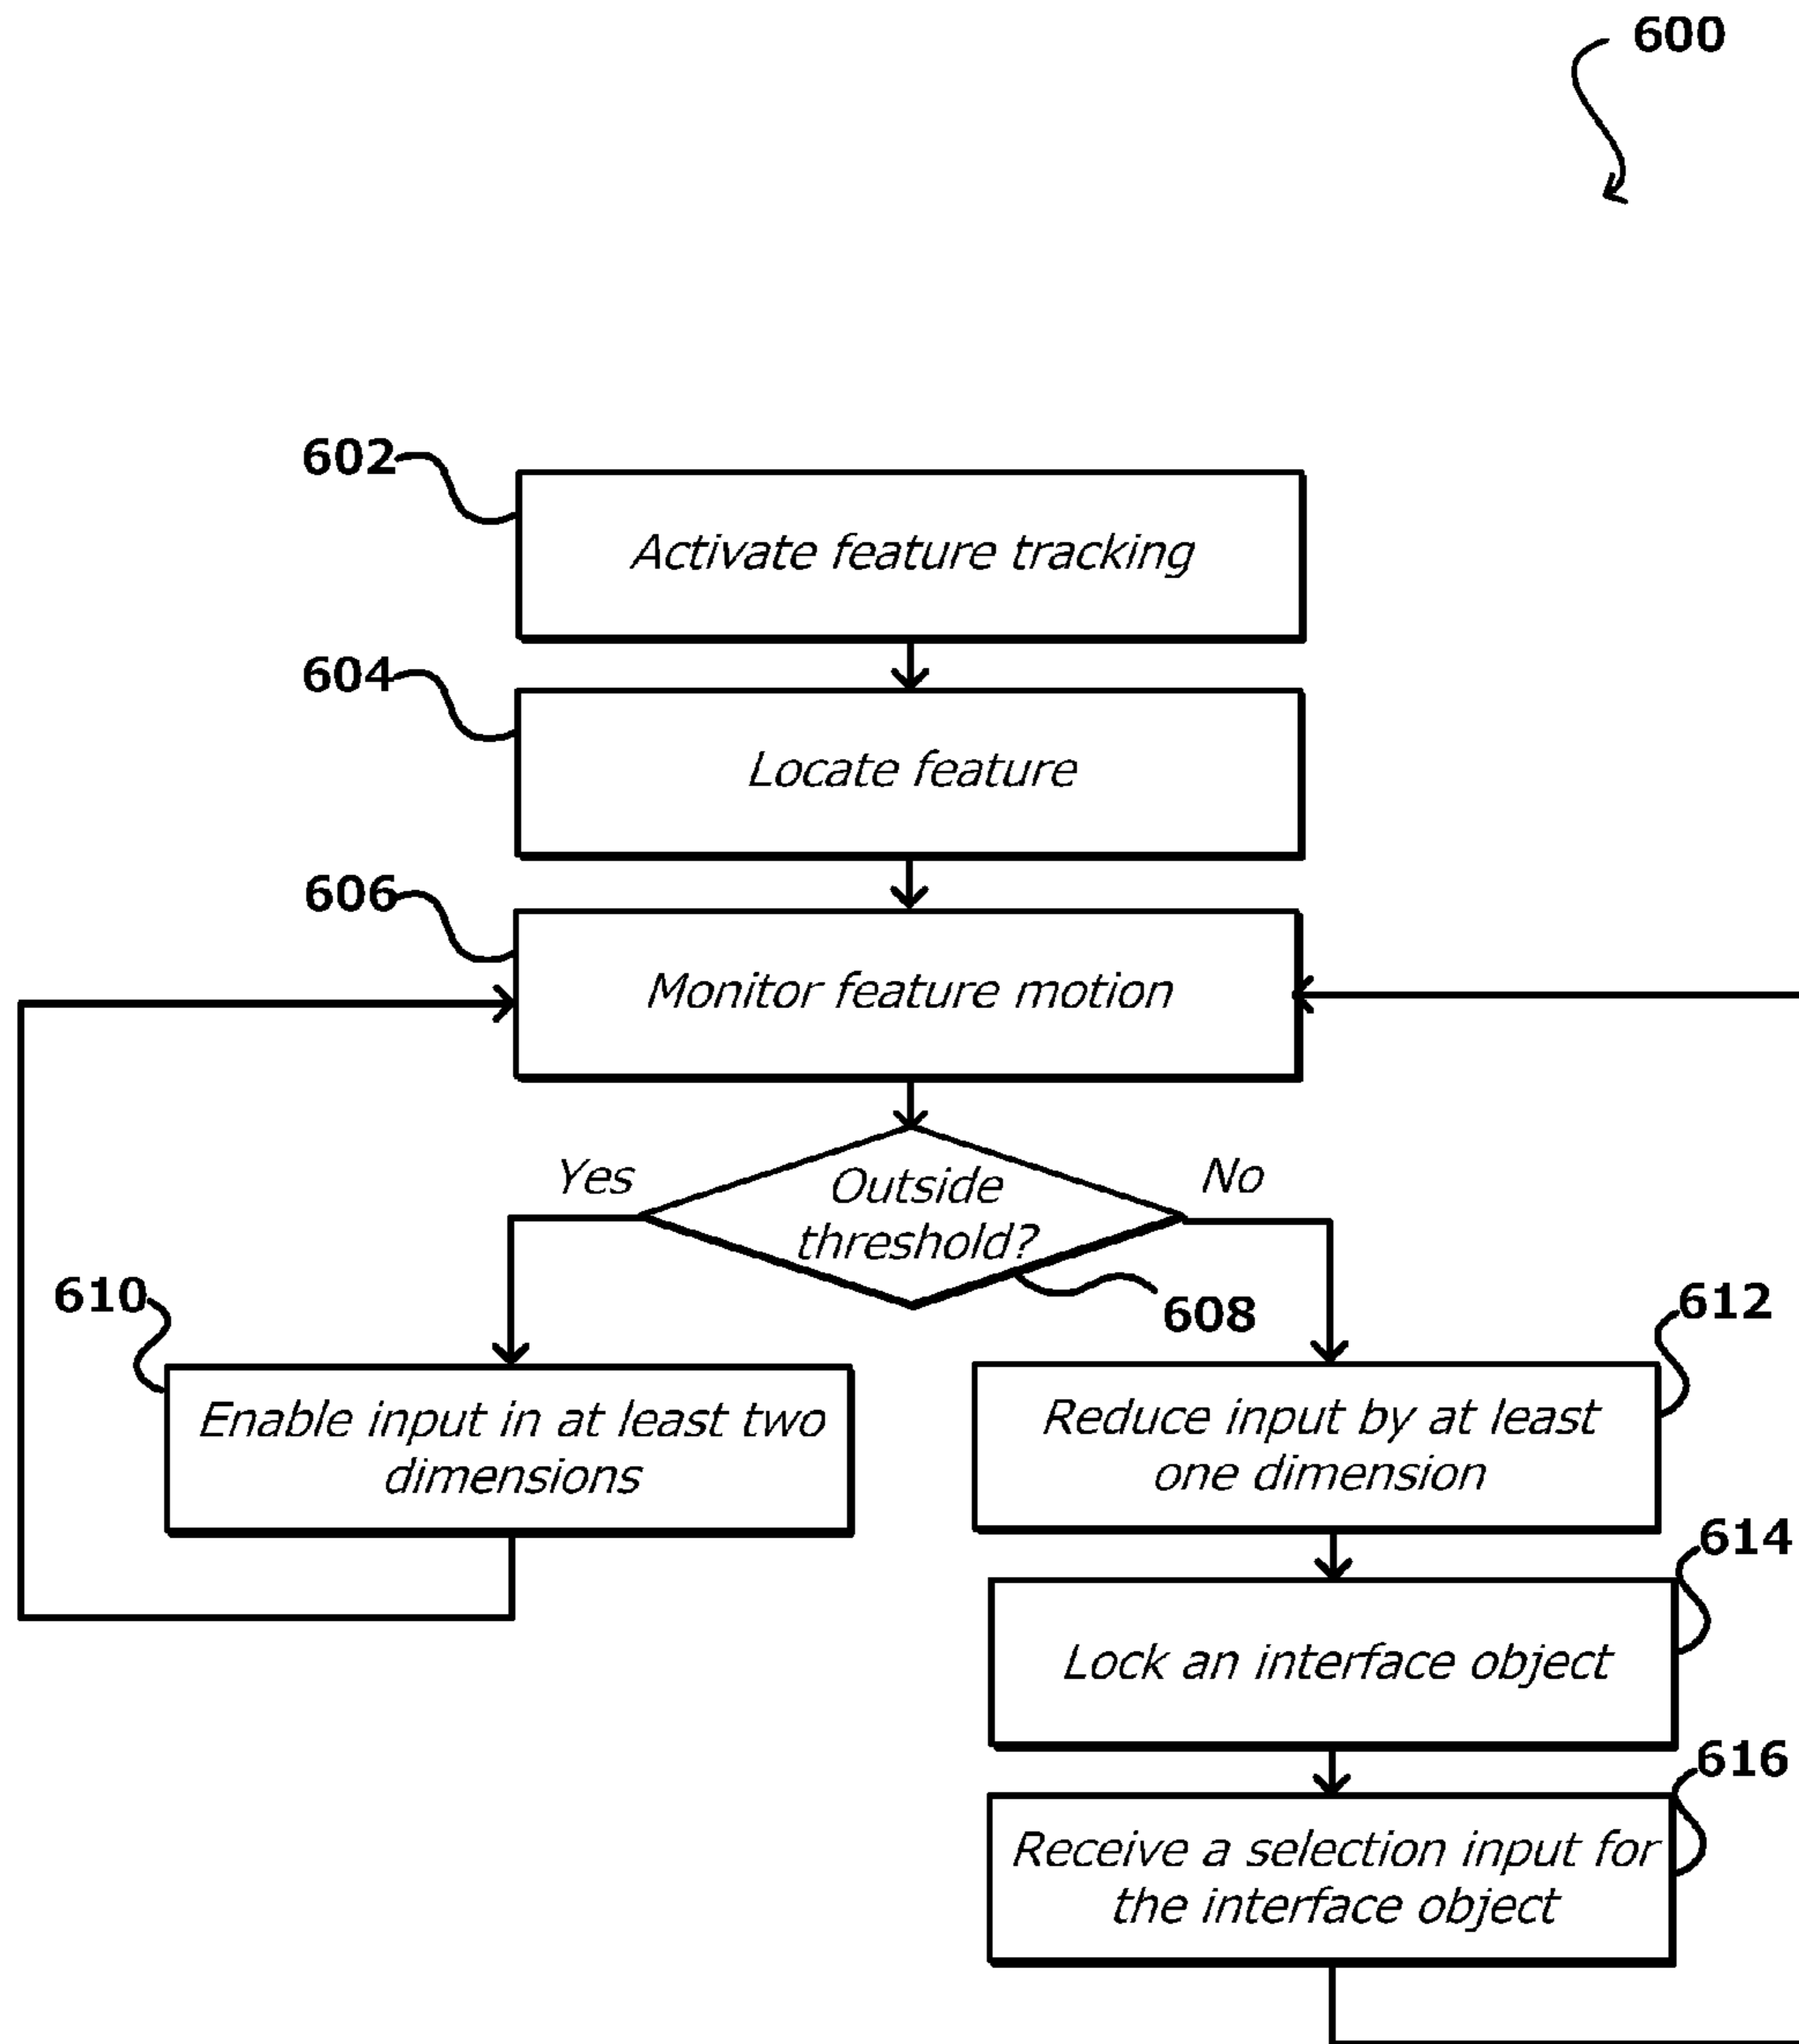 600
602
Activate feature tracking
604
Locate feature
606
Monitor feature motion
Yes
Outside
threshold?
No
608
610
Enable input in at least two
dimensions
612
Reduce input by at least
one dimension
614
Lock an interface object
616
Receive a selection input for
the interface object